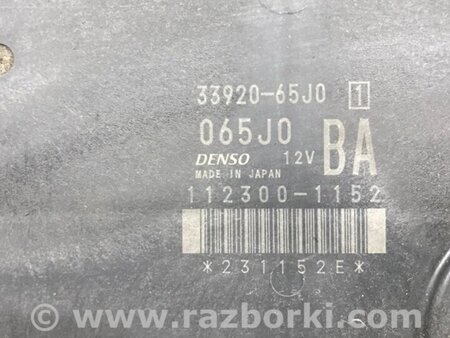 33920-65J0 1
065J0 BA
DENSO 12V
MADE IN JAPAN
112300-1152
*231152E*
www.razborki.com